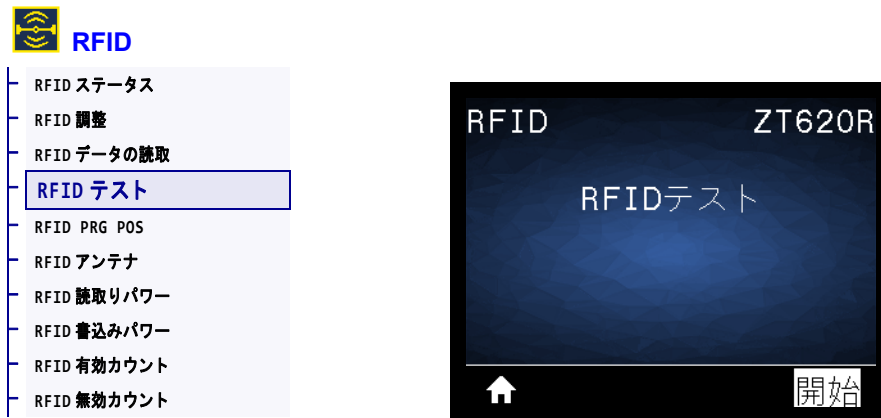 RFID
RFID ステータス
RFID 調整
RFID データの読取
RFID テスト
RFID PRG POS
RFID アンテナ
RFID 読取りパワー
RFID 書込みパワー
RFID 有効カウント
RFID 無効カウント
RFID ZT620R
RFIDテスト
開始